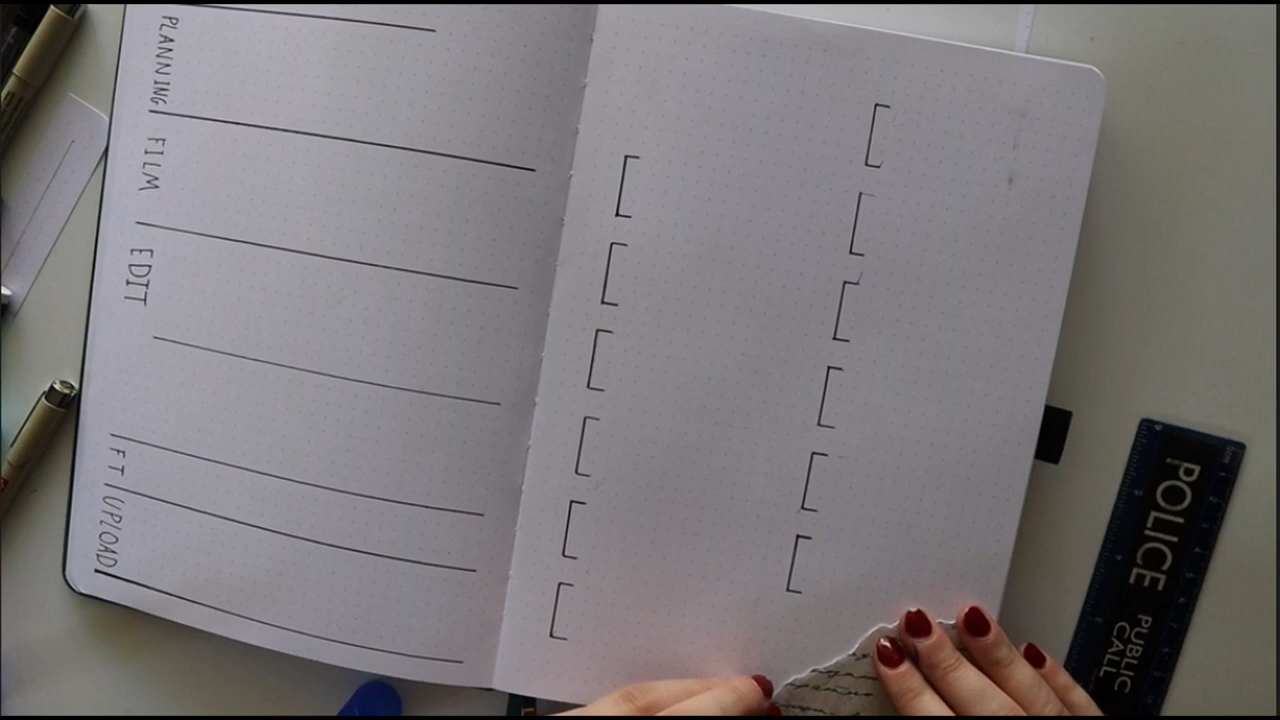 PLANNING
FILM
EDIT
FT
UPLOAD
POLICE
PUBLIC
CALL